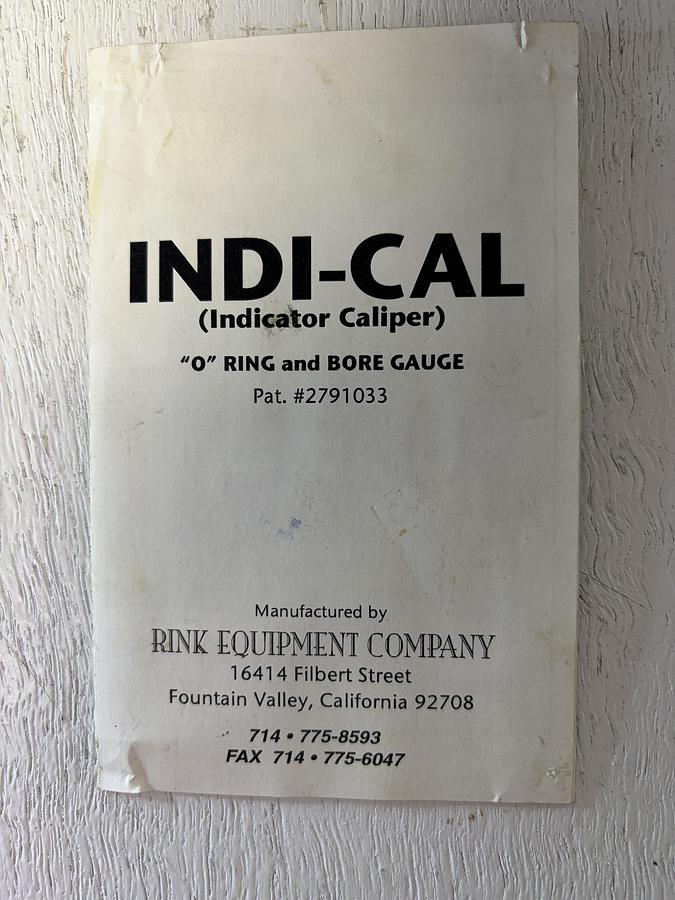 INDI-CAL
(Indicator Caliper)
“O” RING and BORE GAUGE
Pat. #2791033
Manufactured by
RINK EQUIPMENT COMPANY
16414 Filbert Street
Fountain Valley, California 92708
714 • 775-8593
FAX 714 • 775-6047